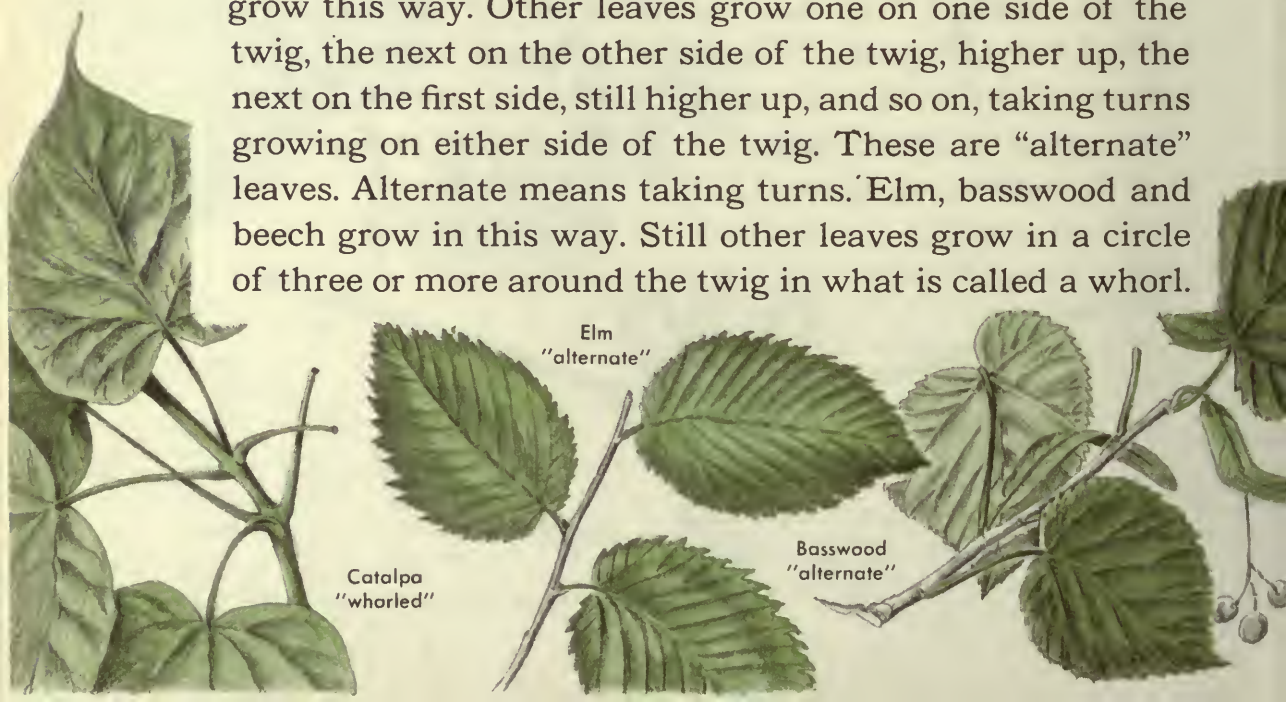 grow this way. Other leaves grow one on one side of the
twig, the next on the other side of the twig, higher up, the
next on the first side, still higher up, and so on, taking turns
growing on either side of the twig. These are “alternate”
leaves. Alternate means taking turns. Elm, basswood and
beech grow in this way. Still other leaves grow in a circle
of three or more around the twig in what is called a whorl.
Elm
"alternate"
Basswood
"alternate"
Catalpa
"whorled"